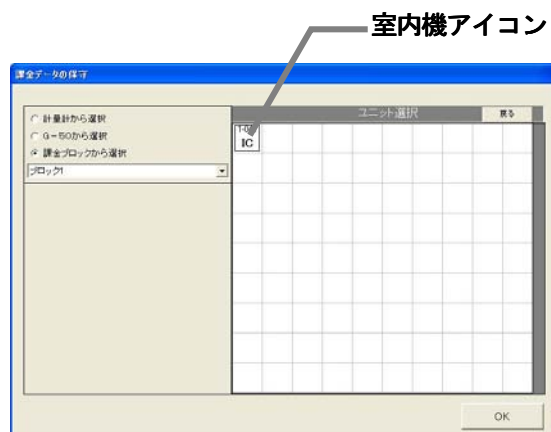 室内機アイコン
課金データの保守
計量計から選択
G-50から選択
課金ブロックから選択
ブロック1
ユニット選択
戻る
IC
OK